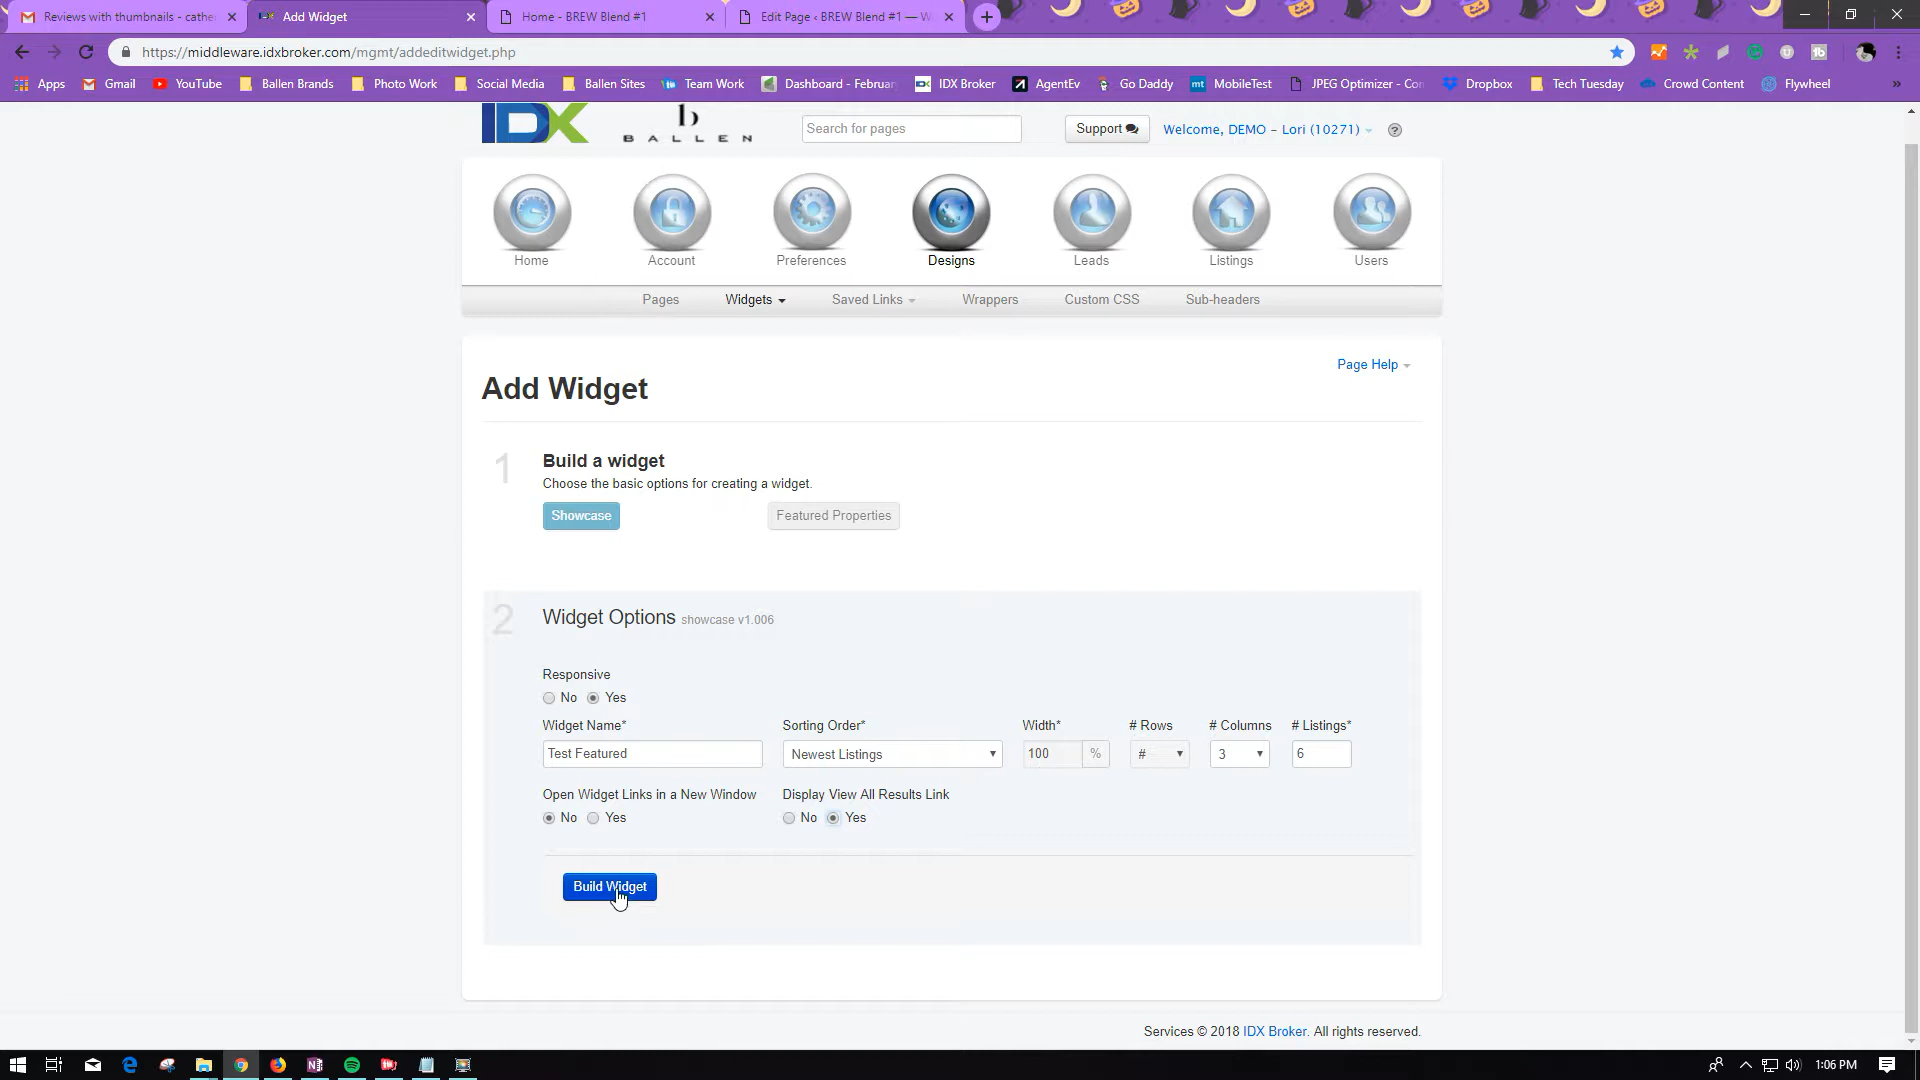 Reviews with thumbnails - cathe
Add Widget
Home - BREW Blend #1
Edit Page ‹ BREW Blend #1 — W
https://middleware.idxbroker.com/mgmt/addeditwidget.php
Apps Gmail YouTube Ballen Brands Photo Work Social Media Ballen Sites Team Work Dashboard - Februar IDX Broker AgentEv Go Daddy MobileTest JPEG Optimizer - Con Dropbox Tech Tuesday Crowd Content Flywheel »
IDX
b
BALLEN
Search for pages
Support
Welcome, DEMO - Lori (10271)
Home Account Preferences Designs Leads Listings Users
Pages Widgets Saved Links Wrappers Custom CSS Sub-headers
Page Help
Add Widget
1
Build a widget
Choose the basic options for creating a widget.
Showcase Featured Properties
2
Widget Options showcase v1.006
Responsive
No Yes
Widget Name* Sorting Order* Width* # Rows # Columns # Listings*
Test Featured Newest Listings 100 % # 3 6
Open Widget Links in a New Window Display View All Results Link
No Yes No Yes
Build Widget
Services © 2018 IDX Broker. All rights reserved.
1:06 PM